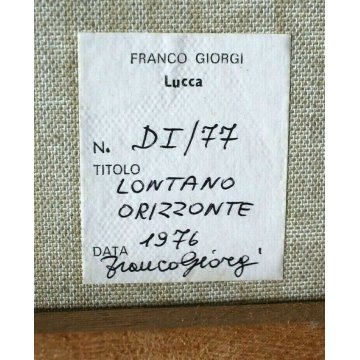 FRANCO GIORGI
Lucca
N. DI/77
TITOLO
LONTANO
ORIZZONTE
DATA 1976
Franco Giorgi